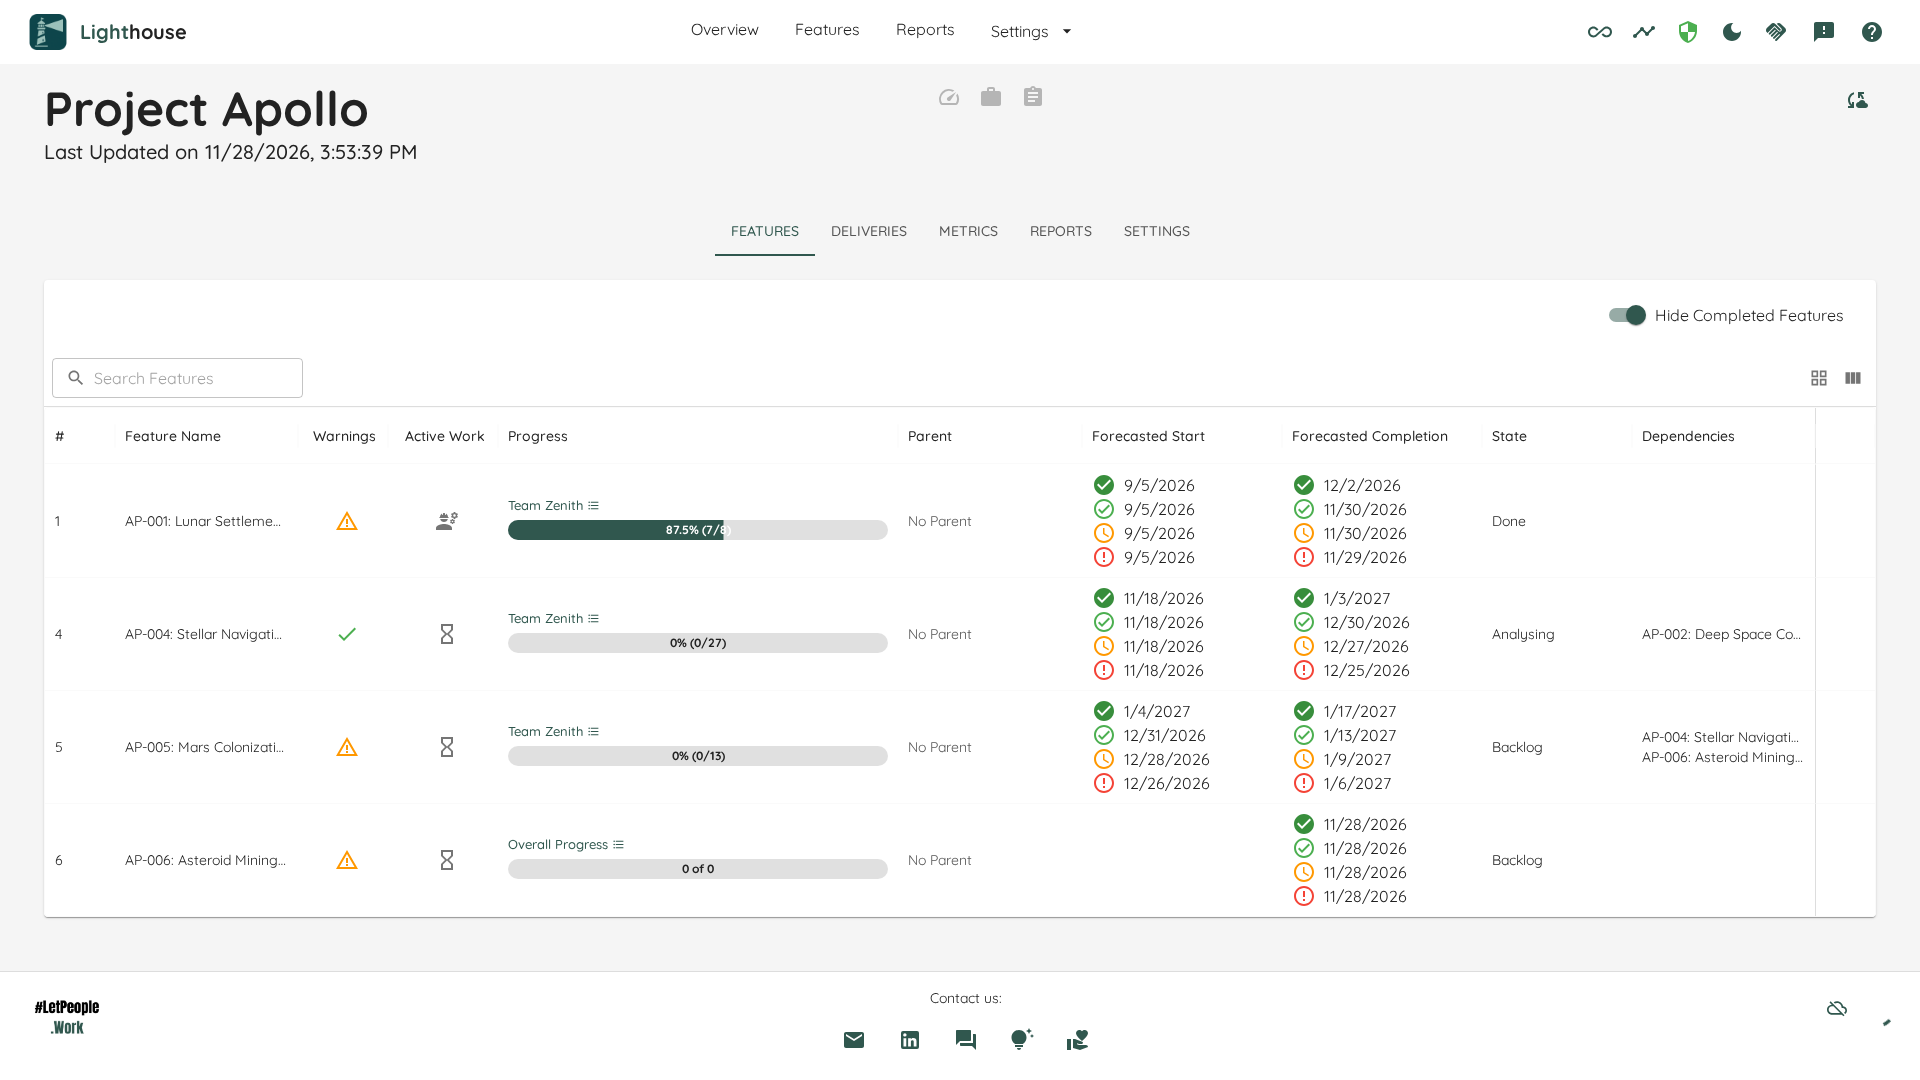 Lighthouse
Overview
Features
Reports
Settings
Project Apollo
Last Updated on 11/28/2026, 3:53:39 PM
FEATURES
DELIVERIES
METRICS
REPORTS
SETTINGS
Hide Completed Features
Search Features
# Feature Name Warnings Active Work Progress Parent Forecasted Start Forecasted Completion State Dependencies
1
AP-001: Lunar Settleme...
Team Zenith
87.5% (7/8)
No Parent
9/5/2026
9/5/2026
9/5/2026
9/5/2026
12/2/2026
11/30/2026
11/30/2026
11/29/2026
Done
4
AP-004: Stellar Navigati...
Team Zenith
0% (0/27)
No Parent
11/18/2026
11/18/2026
11/18/2026
11/18/2026
1/3/2027
12/30/2026
12/27/2026
12/25/2026
Analysing
AP-002: Deep Space Co...
5
AP-005: Mars Colonizati...
Team Zenith
0% (0/13)
No Parent
1/4/2027
12/31/2026
12/28/2026
12/26/2026
1/17/2027
1/13/2027
1/9/2027
1/6/2027
Backlog
AP-004: Stellar Navigati...
AP-006: Asteroid Mining...
6
AP-006: Asteroid Mining...
Overall Progress
0 of 0
No Parent
11/28/2026
11/28/2026
11/28/2026
11/28/2026
Backlog
#LetPeople
.Work
Contact us: